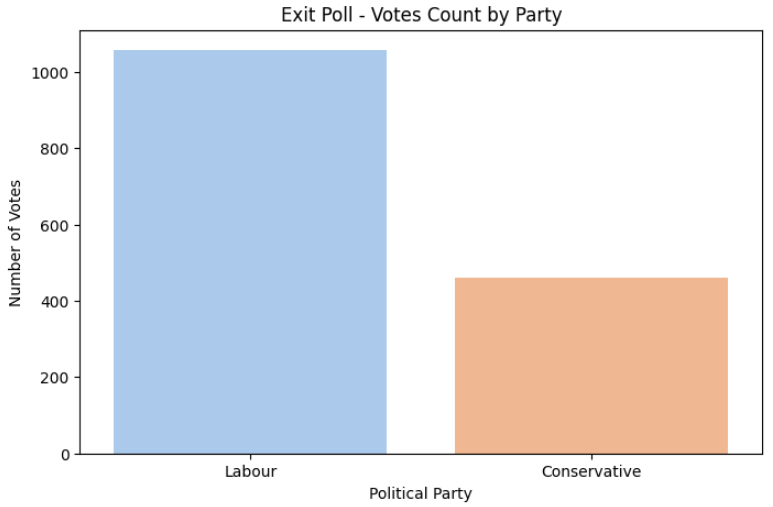 Exit Poll - Votes Count by Party
Number of Votes
1000
800
600
400
200
0
Labour
Conservative
Political Party